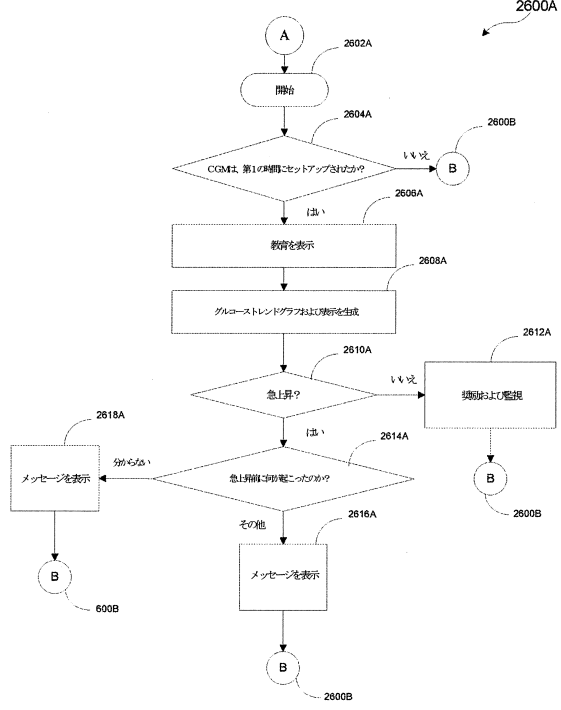 2600A
A
2602A
開始
2604A
CGMは、第1の時間にセットアップされたか?
いいえ
2600B
B
はい
2606A
教育を表示
2608A
グルコーストレンドグラフおよび表示を生成
2610A
急上昇?
いいえ
2612A
奨励および監視
B
2600B
はい
2614A
急上昇前に何が起こったのか?
分からない
2618A
メッセージを表示
B
600B
その他
2616A
メッセージを表示
B
2600B